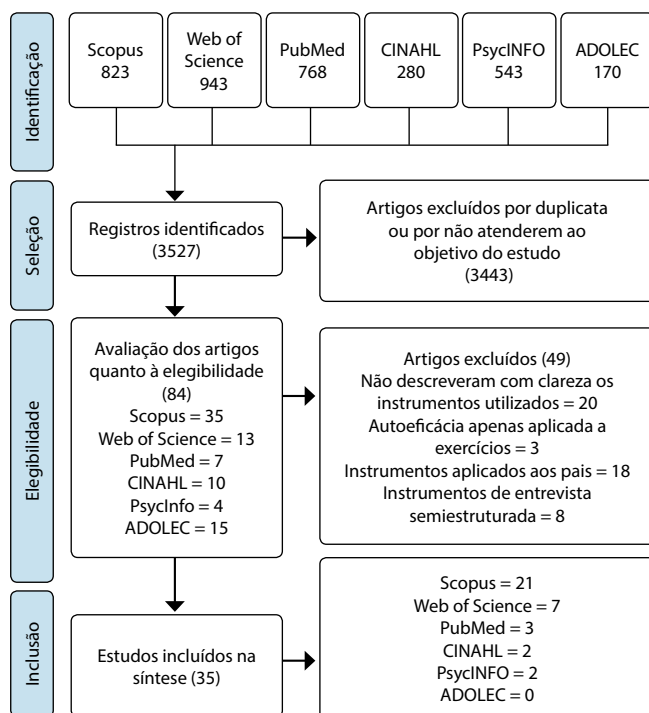 Identificação
Scopus
823
Web of
Science
943
PubMed
768
CINAHL
280
PsycINFO
543
ADOLEC
170
Seleção
Registros identificados
(3527)
Artigos excluídos por duplicata
ou por não atenderem ao
objetivo do estudo
(3443)
Elegibilidade
Avaliação dos artigos
quanto à elegibilidade
(84)
Scopus = 35
Web of Science = 13
PubMed = 7
CINAHL = 10
PsycInfo = 4
ADOLEC = 15
Artigos excluídos (49)
Não descreveram com clareza os
instrumentos utilizados = 20
Autoeficácia apenas aplicada a
exercícios = 3
Instrumentos aplicados aos pais = 18
Instrumentos de entrevista
semiestruturada = 8
Inclusão
Estudos incluídos na
síntese (35)
Scopus = 21
Web of Science = 7
PubMed = 3
CINAHL = 2
PsycINFO = 2
ADOLEC = 0